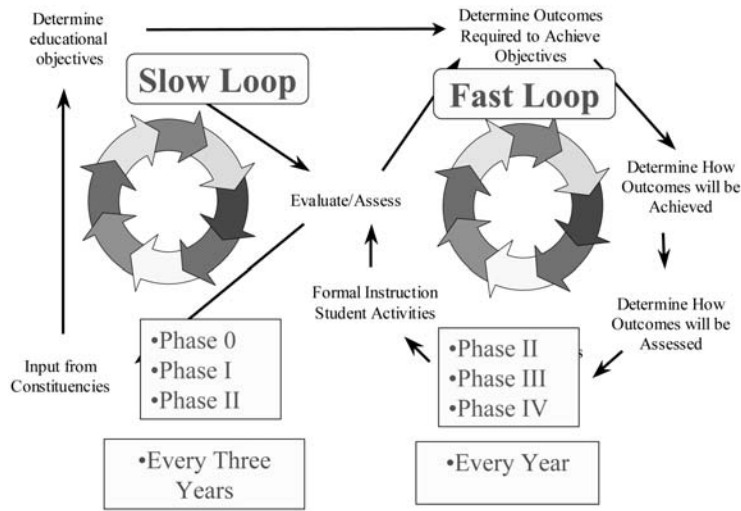 Determine
educational
objectives
Determine Outcomes
Required to Achieve
Objectives
Slow Loop
Fast Loop
Evaluate/Assess
Determine How
Outcomes will be
Achieved
Formal Instruction
Student Activities
Determine How
Outcomes will be
Assessed
Input from
Constituencies
•Phase 0
•Phase I
•Phase II
•Phase II
•Phase III
•Phase IV
•Every Three
Years
•Every Year